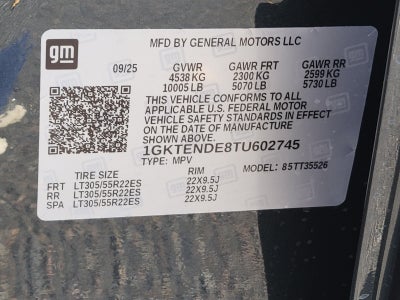 gm
MFD BY GENERAL MOTORS LLC
09/25 GVWR GAWR FRT GAWR RR
4538 KG 2300 KG 2599 KG
10005 LB 5070 LB 5730 LB
THIS VEHICLE CONFORMS TO ALL
APPLICABLE U.S. FEDERAL MOTOR
VEHICLE SAFETY STANDARDS IN EFFECT ON
THE DATE OF MANUFACTURE
SHOWN ABOVE.
1GKTENDE8TU602745
TYPE: MPV MODEL: 85TT35526
TIRE SIZE RIM
FRT LT305/55R22ES 22X9.5J
RR LT305/55R22ES 22X9.5J
SPA LT305/55R22ES 22X9.5J